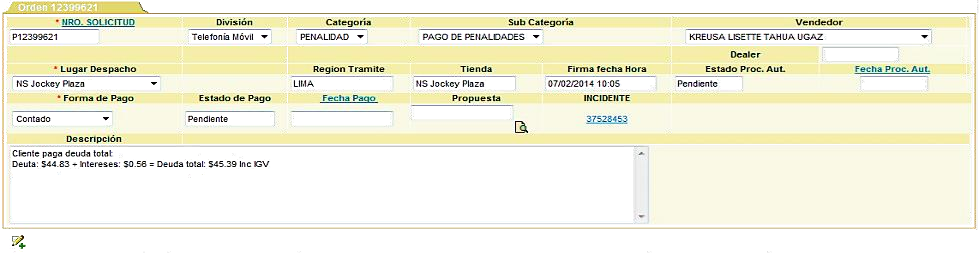 Orden 12399621
* NRO. SOLICITUD División Categoría Sub Categoría Vendedor
P12399621 Telefonía Móvil PENALIDAD PAGO DE PENALIDADES KREUSA LISETTE TAHUA UGAZ
Dealer
* Lugar Despacho Region Tramite Tienda Firma fecha Hora Estado Proc. Aut. Fecha Proc. Aut.
NS Jockey Plaza LIMA NS Jockey Plaza 07/02/2014 10:05 Pendiente
* Forma de Pago Estado de Pago Fecha Pago Propuesta INCIDENTE
Contado Pendiente 37528453
Descripción
Cliente paga deuda total:
Deuta: $44.83 + Intereses: $0.56 = Deuda total: $45.39 Inc IGV